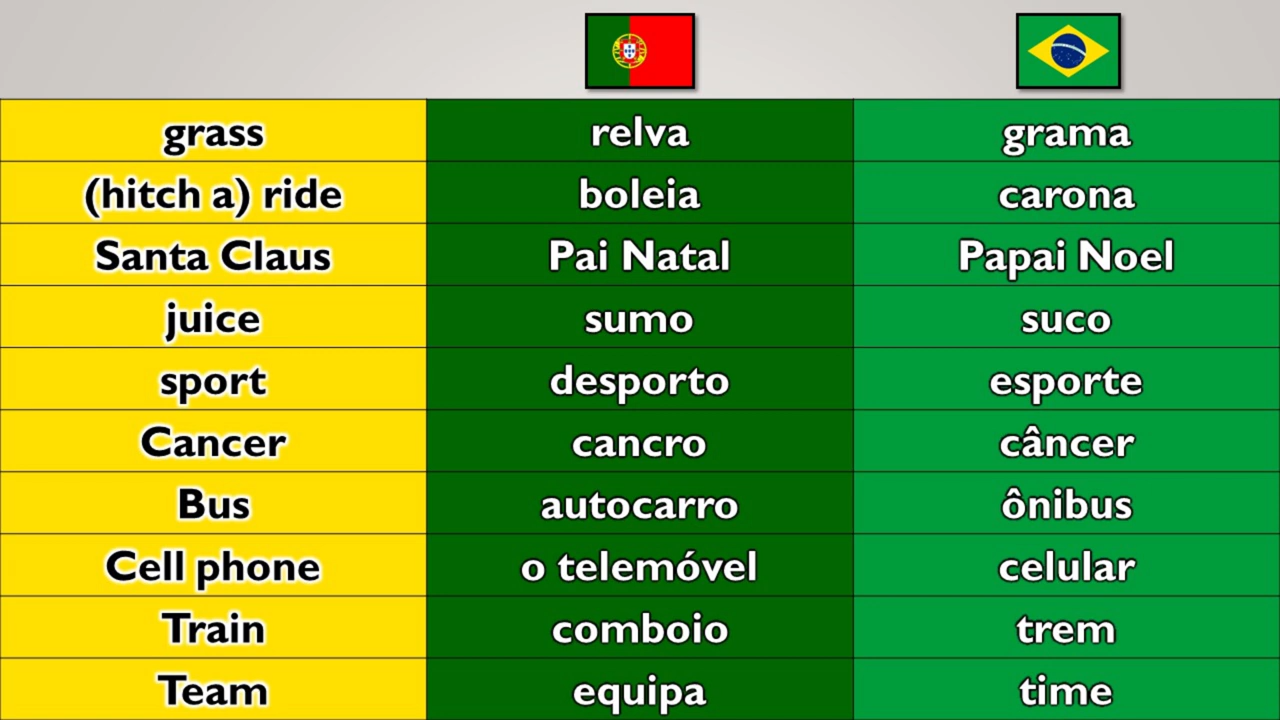 grass relva grama
(hitch a) ride boleia carona
Santa Claus Pai Natal Papai Noel
juice sumo suco
sport desporto esporte
Cancer cancro câncer
Bus autocarro ônibus
Cell phone o telemóvel celular
Train comboio trem
Team equipa time